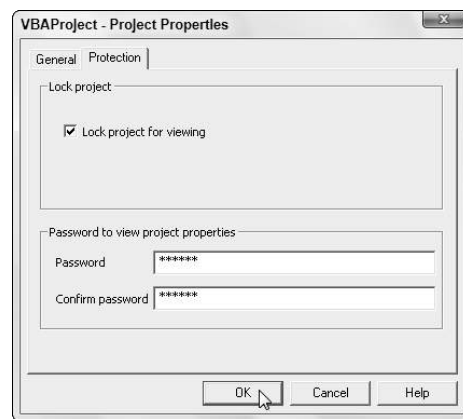 VBAProject - Project Properties
General Protection
Lock project
Lock project for viewing
Password to view project properties
Password ******
Confirm password ******
OK Cancel Help